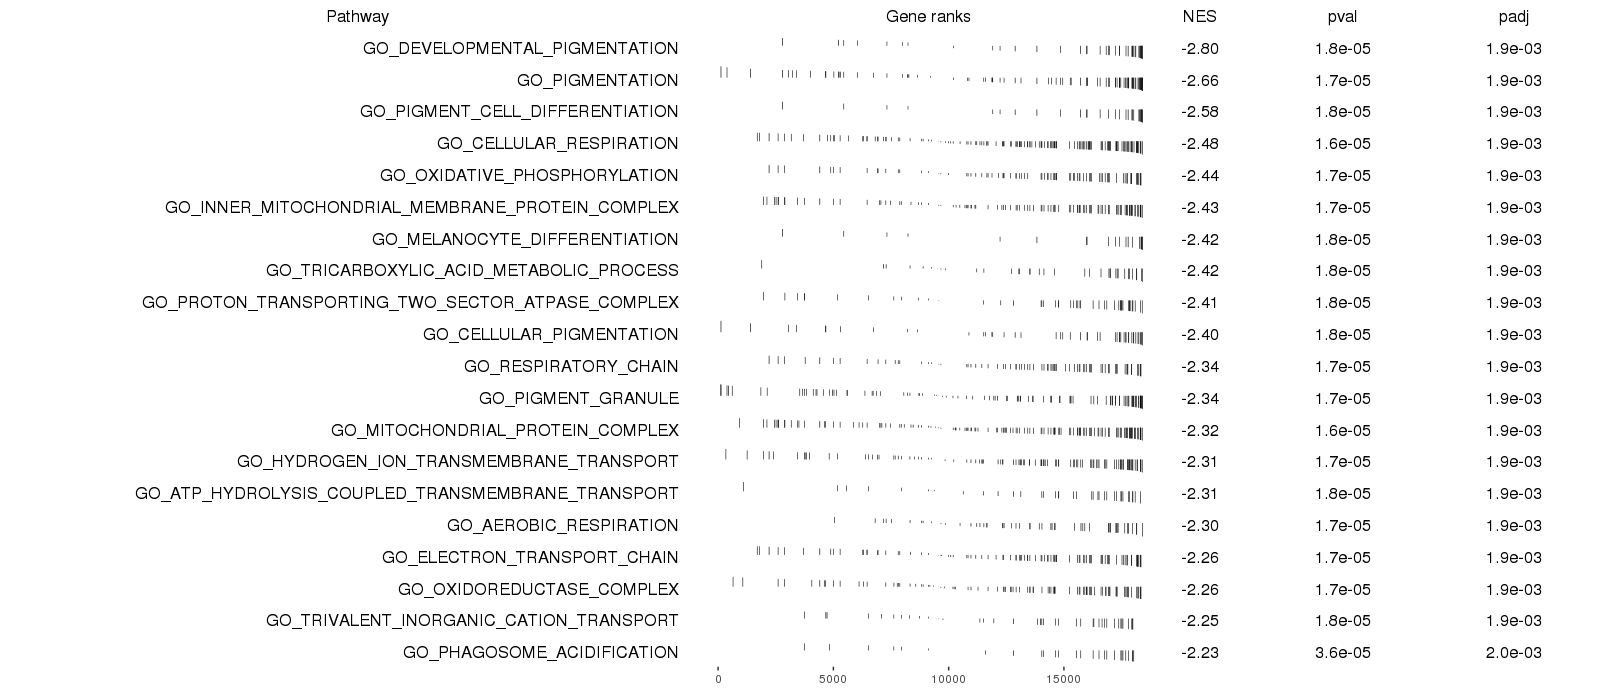 Pathway Gene ranks NES pval padj
GO_DEVELOPMENTAL_PIGMENTATION -2.80 1.8e-05 1.9e-03
GO_PIGMENTATION -2.66 1.7e-05 1.9e-03
GO_PIGMENT_CELL_DIFFERENTIATION -2.58 1.8e-05 1.9e-03
GO_CELLULAR_RESPIRATION -2.48 1.6e-05 1.9e-03
GO_OXIDATIVE_PHOSPHORYLATION -2.44 1.7e-05 1.9e-03
GO_INNER_MITOCHONDRIAL_MEMBRANE_PROTEIN_COMPLEX -2.43 1.7e-05 1.9e-03
GO_MELANOCYTE_DIFFERENTIATION -2.42 1.8e-05 1.9e-03
GO_TRICARBOXYLIC_ACID_METABOLIC_PROCESS -2.42 1.8e-05 1.9e-03
GO_PROTON_TRANSPORTING_TWO_SECTOR_ATPASE_COMPLEX -2.41 1.8e-05 1.9e-03
GO_CELLULAR_PIGMENTATION -2.40 1.8e-05 1.9e-03
GO_RESPIRATORY_CHAIN -2.34 1.7e-05 1.9e-03
GO_PIGMENT_GRANULE -2.34 1.7e-05 1.9e-03
GO_MITOCHONDRIAL_PROTEIN_COMPLEX -2.32 1.6e-05 1.9e-03
GO_HYDROGEN_ION_TRANSMEMBRANE_TRANSPORT -2.31 1.7e-05 1.9e-03
GO_ATP_HYDROLYSIS_COUPLED_TRANSMEMBRANE_TRANSPORT -2.31 1.8e-05 1.9e-03
GO_AEROBIC_RESPIRATION -2.30 1.7e-05 1.9e-03
GO_ELECTRON_TRANSPORT_CHAIN -2.26 1.7e-05 1.9e-03
GO_OXIDOREDUCTASE_COMPLEX -2.26 1.7e-05 1.9e-03
GO_TRIVALENT_INORGANIC_CATION_TRANSPORT -2.25 1.8e-05 1.9e-03
GO_PHAGOSOME_ACIDIFICATION -2.23 3.6e-05 2.0e-03
0 5000 10000 15000